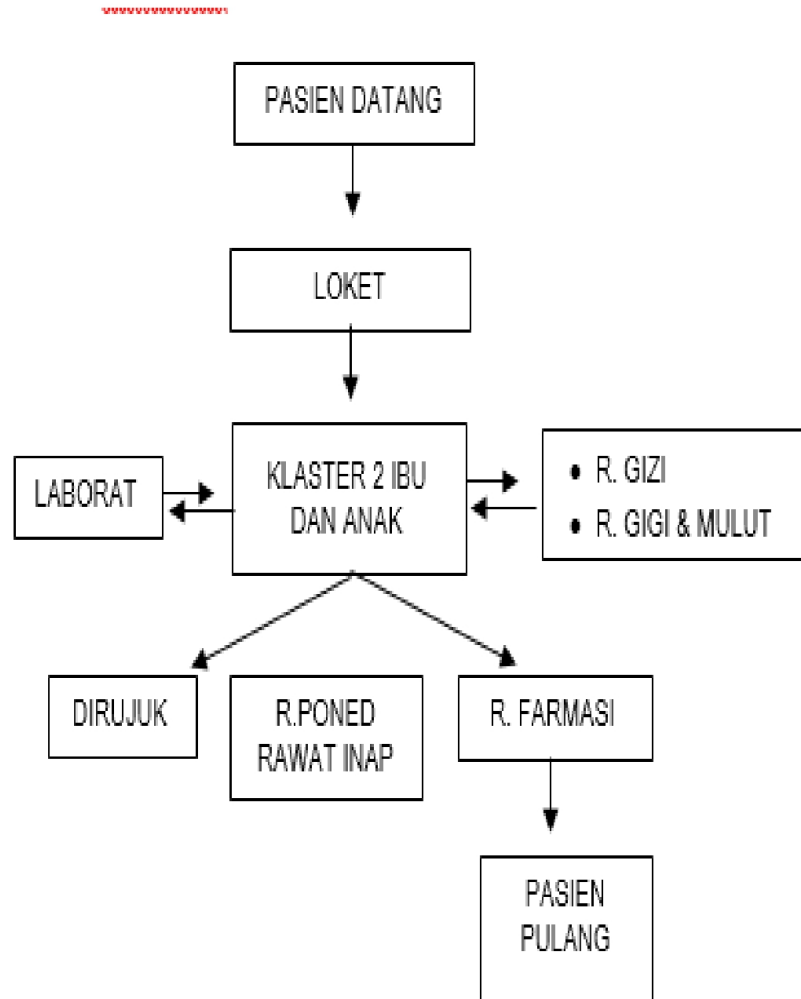 PASIEN DATANG
LOKET
LABORAT
KLASTER 2 IBU
DAN ANAK
• R. GIZI
• R. GIGI & MULUT
DIRUJUK
R.PONED
RAWAT INAP
R. FARMASI
PASIEN
PULANG